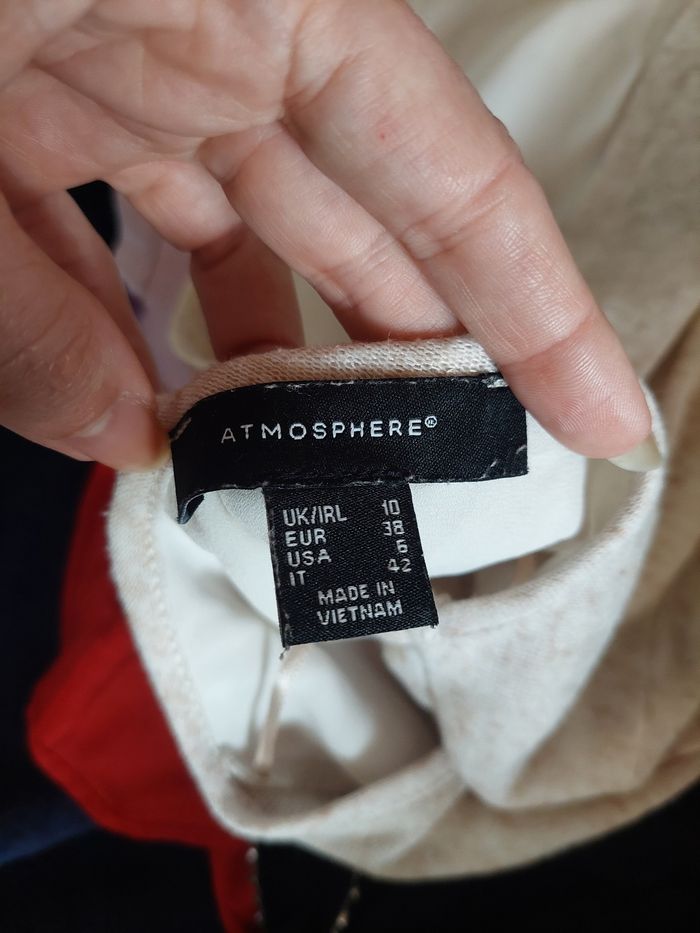 ATMOSPHERE®
UK/IRL 10
EUR 38
USA 6
IT 42
MADE IN
VIETNAM